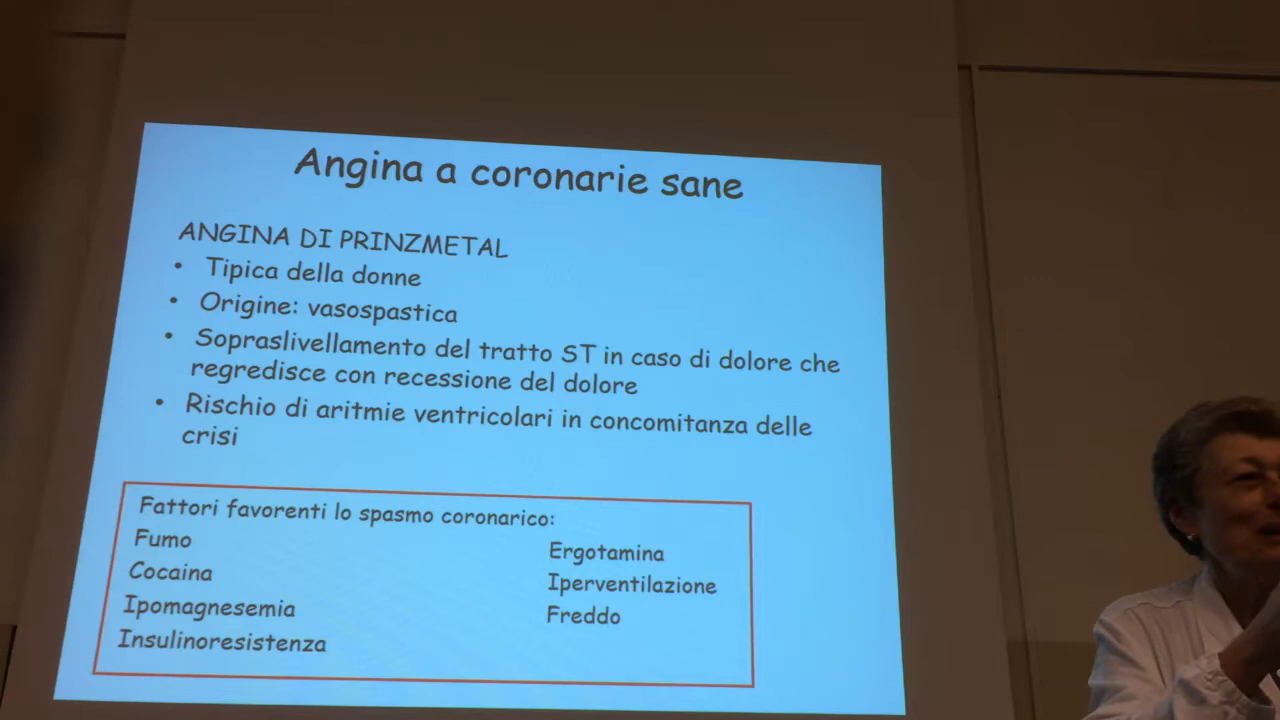 Angina a coronarie sane
ANGINA DI PRINZMETAL
• Tipica della donne
• Origine: vasospastica
• Sopraslivellamento del tratto ST in caso di dolore che
regredisce con recessione del dolore
• Rischio di aritmie ventricolari in concomitanza delle
crisi
Fattori favorenti lo spasmo coronarico:
Fumo
Cocaina
Ipomagnesemia
Insulinoresistenza
Ergotamina
Iperventilazione
Freddo